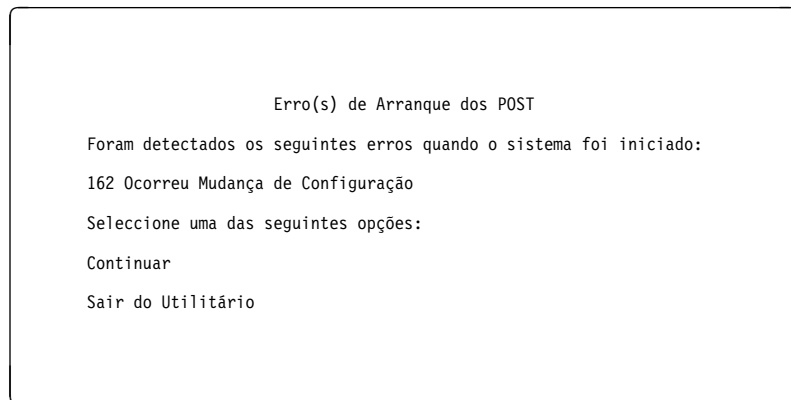 Erro(s) de Arranque dos POST
Foram detectados os seguintes erros quando o sistema foi iniciado:
162 Ocorreu Mudança de Configuração
Seleccione uma das seguintes opções:
Continuar
Sair do Utilitário